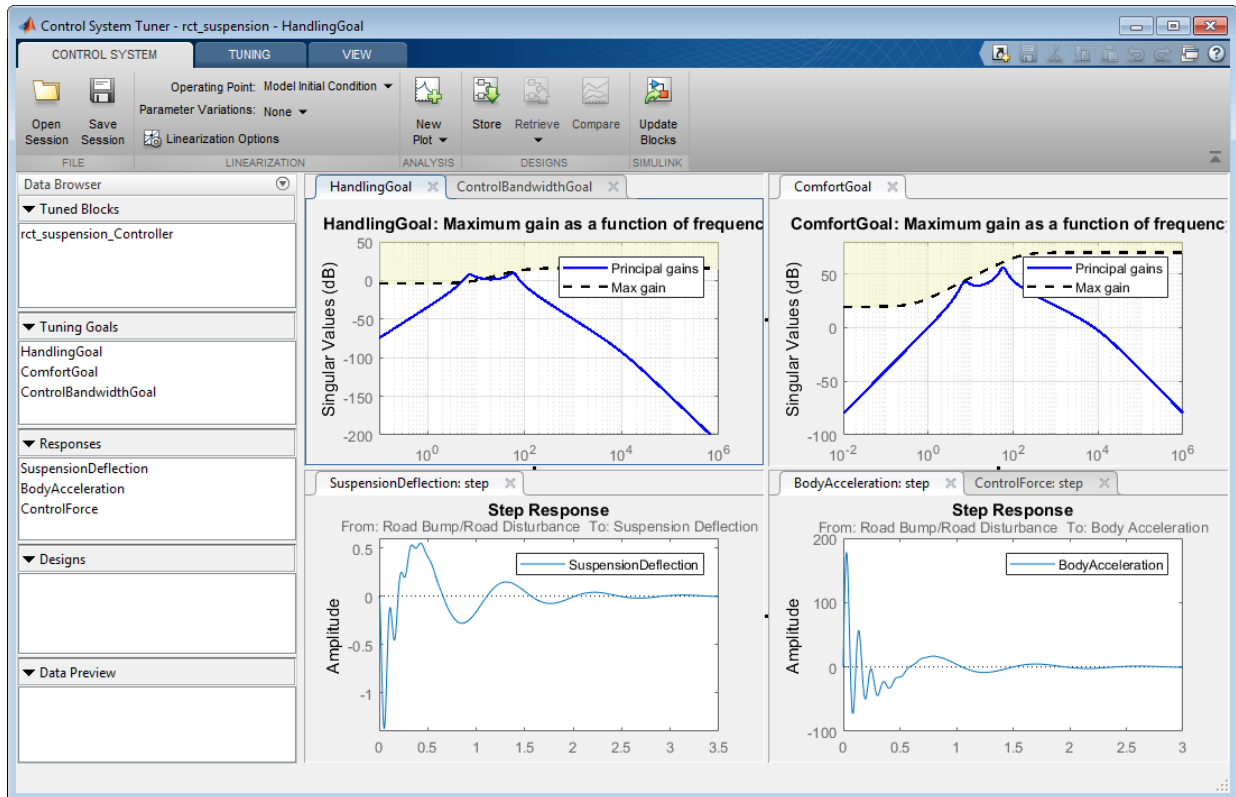 Control System Tuner - rct_suspension - HandlingGoal
CONTROL SYSTEM TUNING VIEW
Open Session
Save Session
Operating Point: Model Initial Condition
Parameter Variations: None
Linearization Options
New Plot
Store
Retrieve
Compare
Update Blocks
FILE LINEARIZATION ANALYSIS DESIGNS SIMULINK
Data Browser
Tuned Blocks
rct_suspension_Controller
Tuning Goals
HandlingGoal
ComfortGoal
ControlBandwidthGoal
Responses
SuspensionDeflection
BodyAcceleration
ControlForce
Designs
Data Preview
HandlingGoal ControlBandwidthGoal
HandlingGoal: Maximum gain as a function of frequenc
Singular Values (dB)
50
0
-50
-100
-150
-200
Principal gains
Max gain
10^0 10^2 10^4 10^6
ComfortGoal
ComfortGoal: Maximum gain as a function of frequenc
Singular Values (dB)
50
0
-50
-100
Principal gains
Max gain
10^-2 10^0 10^2 10^4 10^6
SuspensionDeflection: step
Step Response
From: Road Bump/Road Disturbance To: Suspension Deflection
Amplitude
0.5
0
-0.5
-1
SuspensionDeflection
0 0.5 1 1.5 2 2.5 3 3.5
BodyAcceleration: step ControlForce: step
Step Response
From: Road Bump/Road Disturbance To: Body Acceleration
Amplitude
200
100
0
-100
BodyAcceleration
0 0.5 1 1.5 2 2.5 3